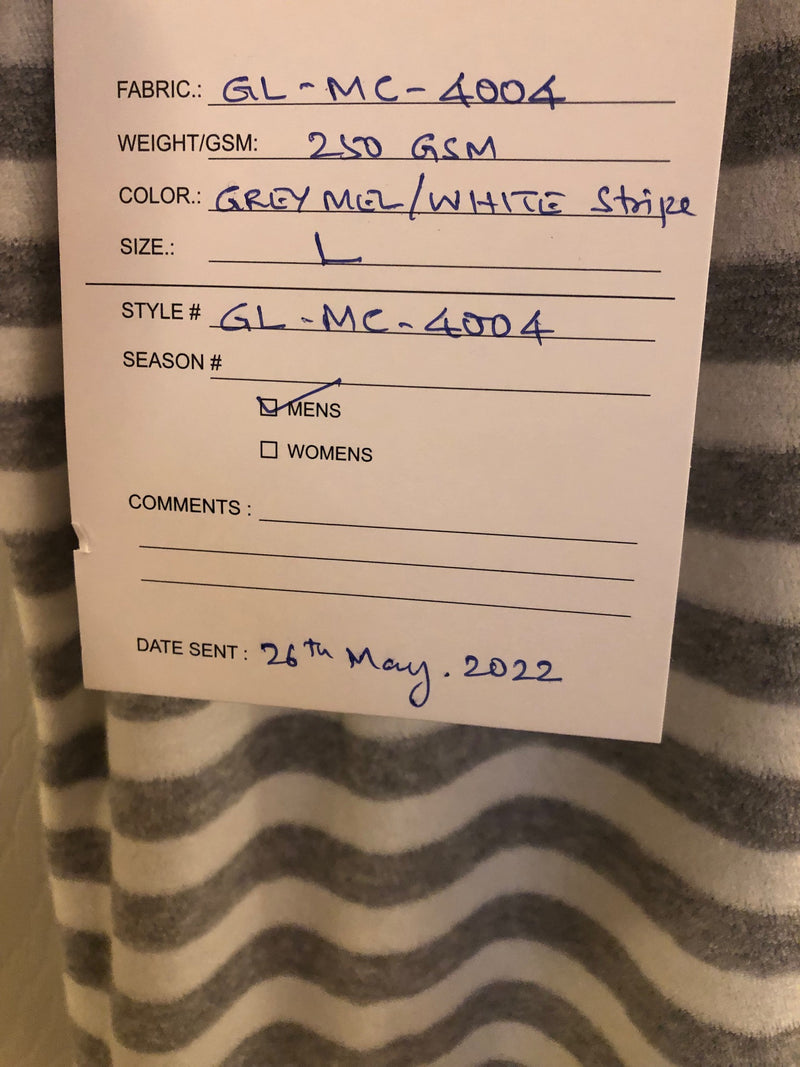 FABRIC.: GL-MC-4004
WEIGHT/GSM: 250 GSM
COLOR.: GREY MEL/WHITE Stripe
SIZE.: L
STYLE # GL-MC-4004
SEASON #
MENS
WOMENS
COMMENTS :
DATE SENT : 26th May. 2022